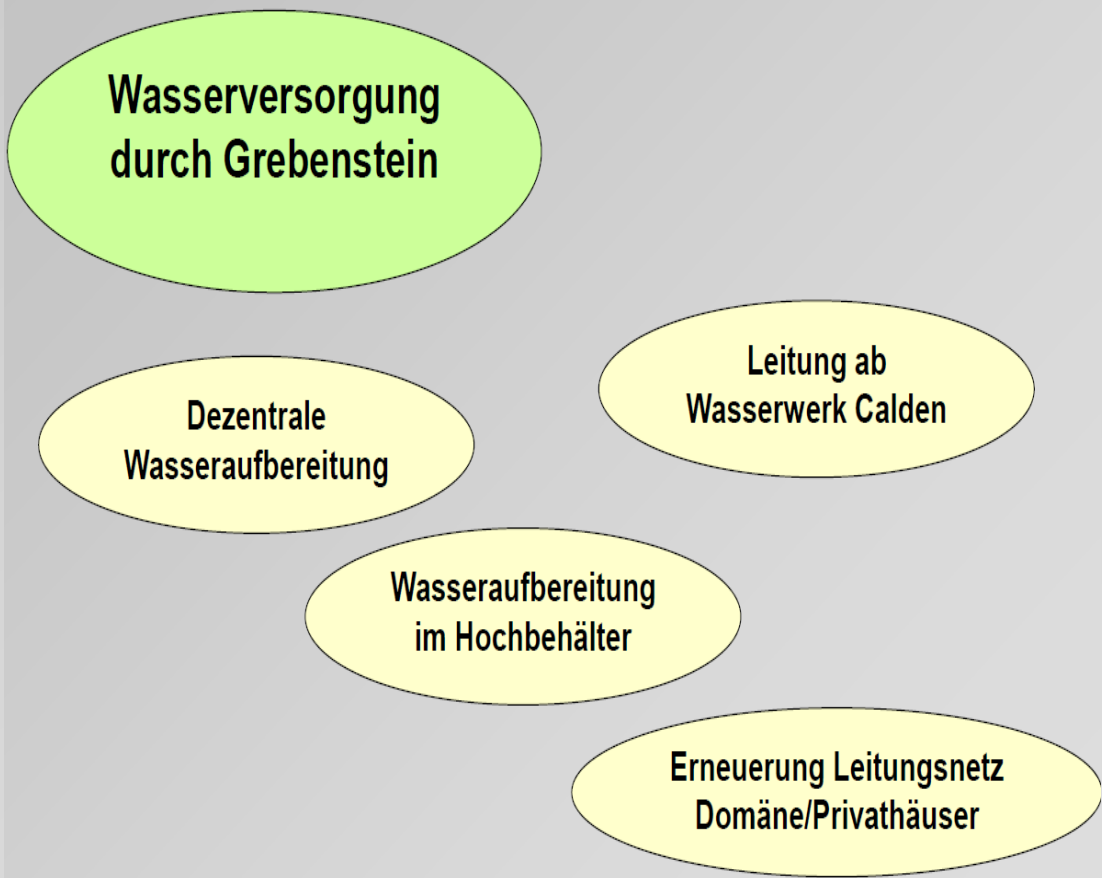 Wasserversorgung
durch Grebenstein
Leitung ab
Wasserwerk Calden
Dezentrale
Wasseraufbereitung
Wasseraufbereitung
im Hochbehälter
Erneuerung Leitungsnetz
Domäne/Privathäuser